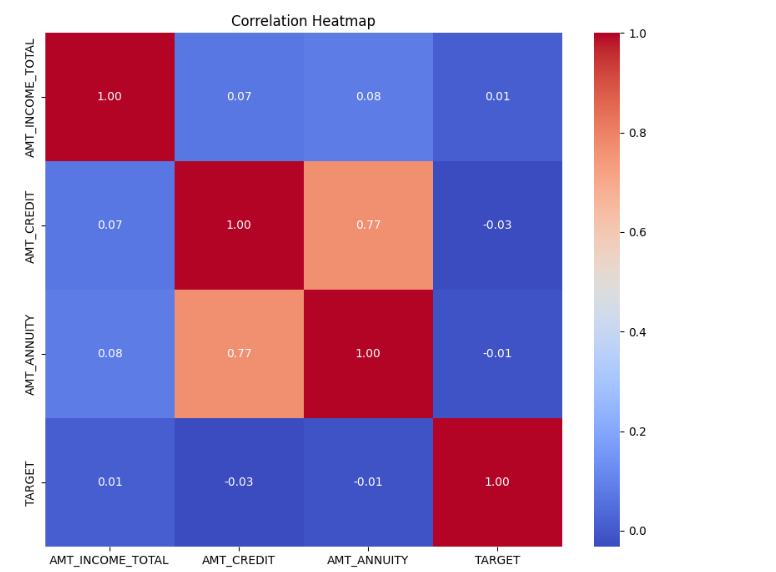 Correlation Heatmap
AMT_INCOME_TOTAL
1.00
0.07
0.08
0.01
AMT_CREDIT
0.07
1.00
0.77
-0.03
AMT_ANNUITY
0.08
0.77
1.00
-0.01
TARGET
0.01
-0.03
-0.01
1.00
AMT_INCOME_TOTAL
AMT_CREDIT
AMT_ANNUITY
TARGET
1.0
0.8
0.6
0.4
0.2
0.0